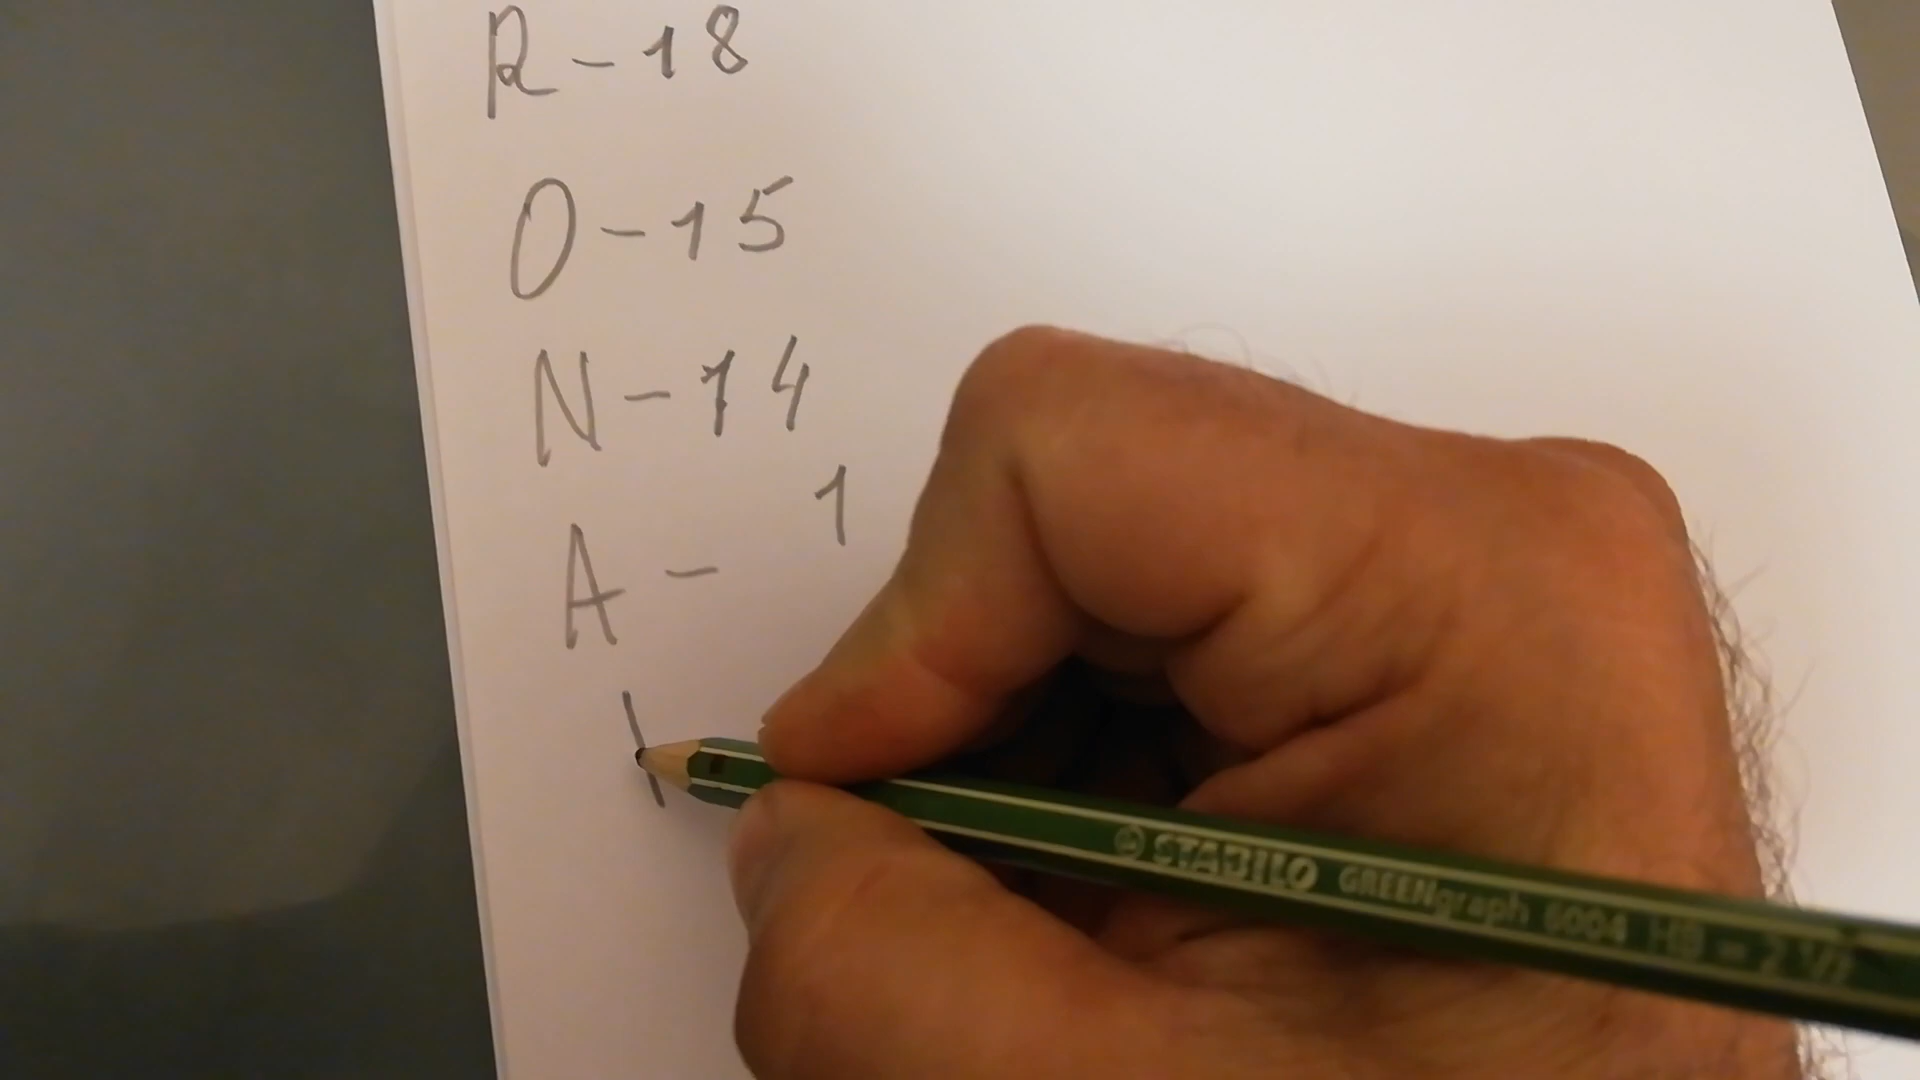 R - 18
O - 15
N - 14
A - 1
STABILO GREENgraph 6004 HB = 2 1/2